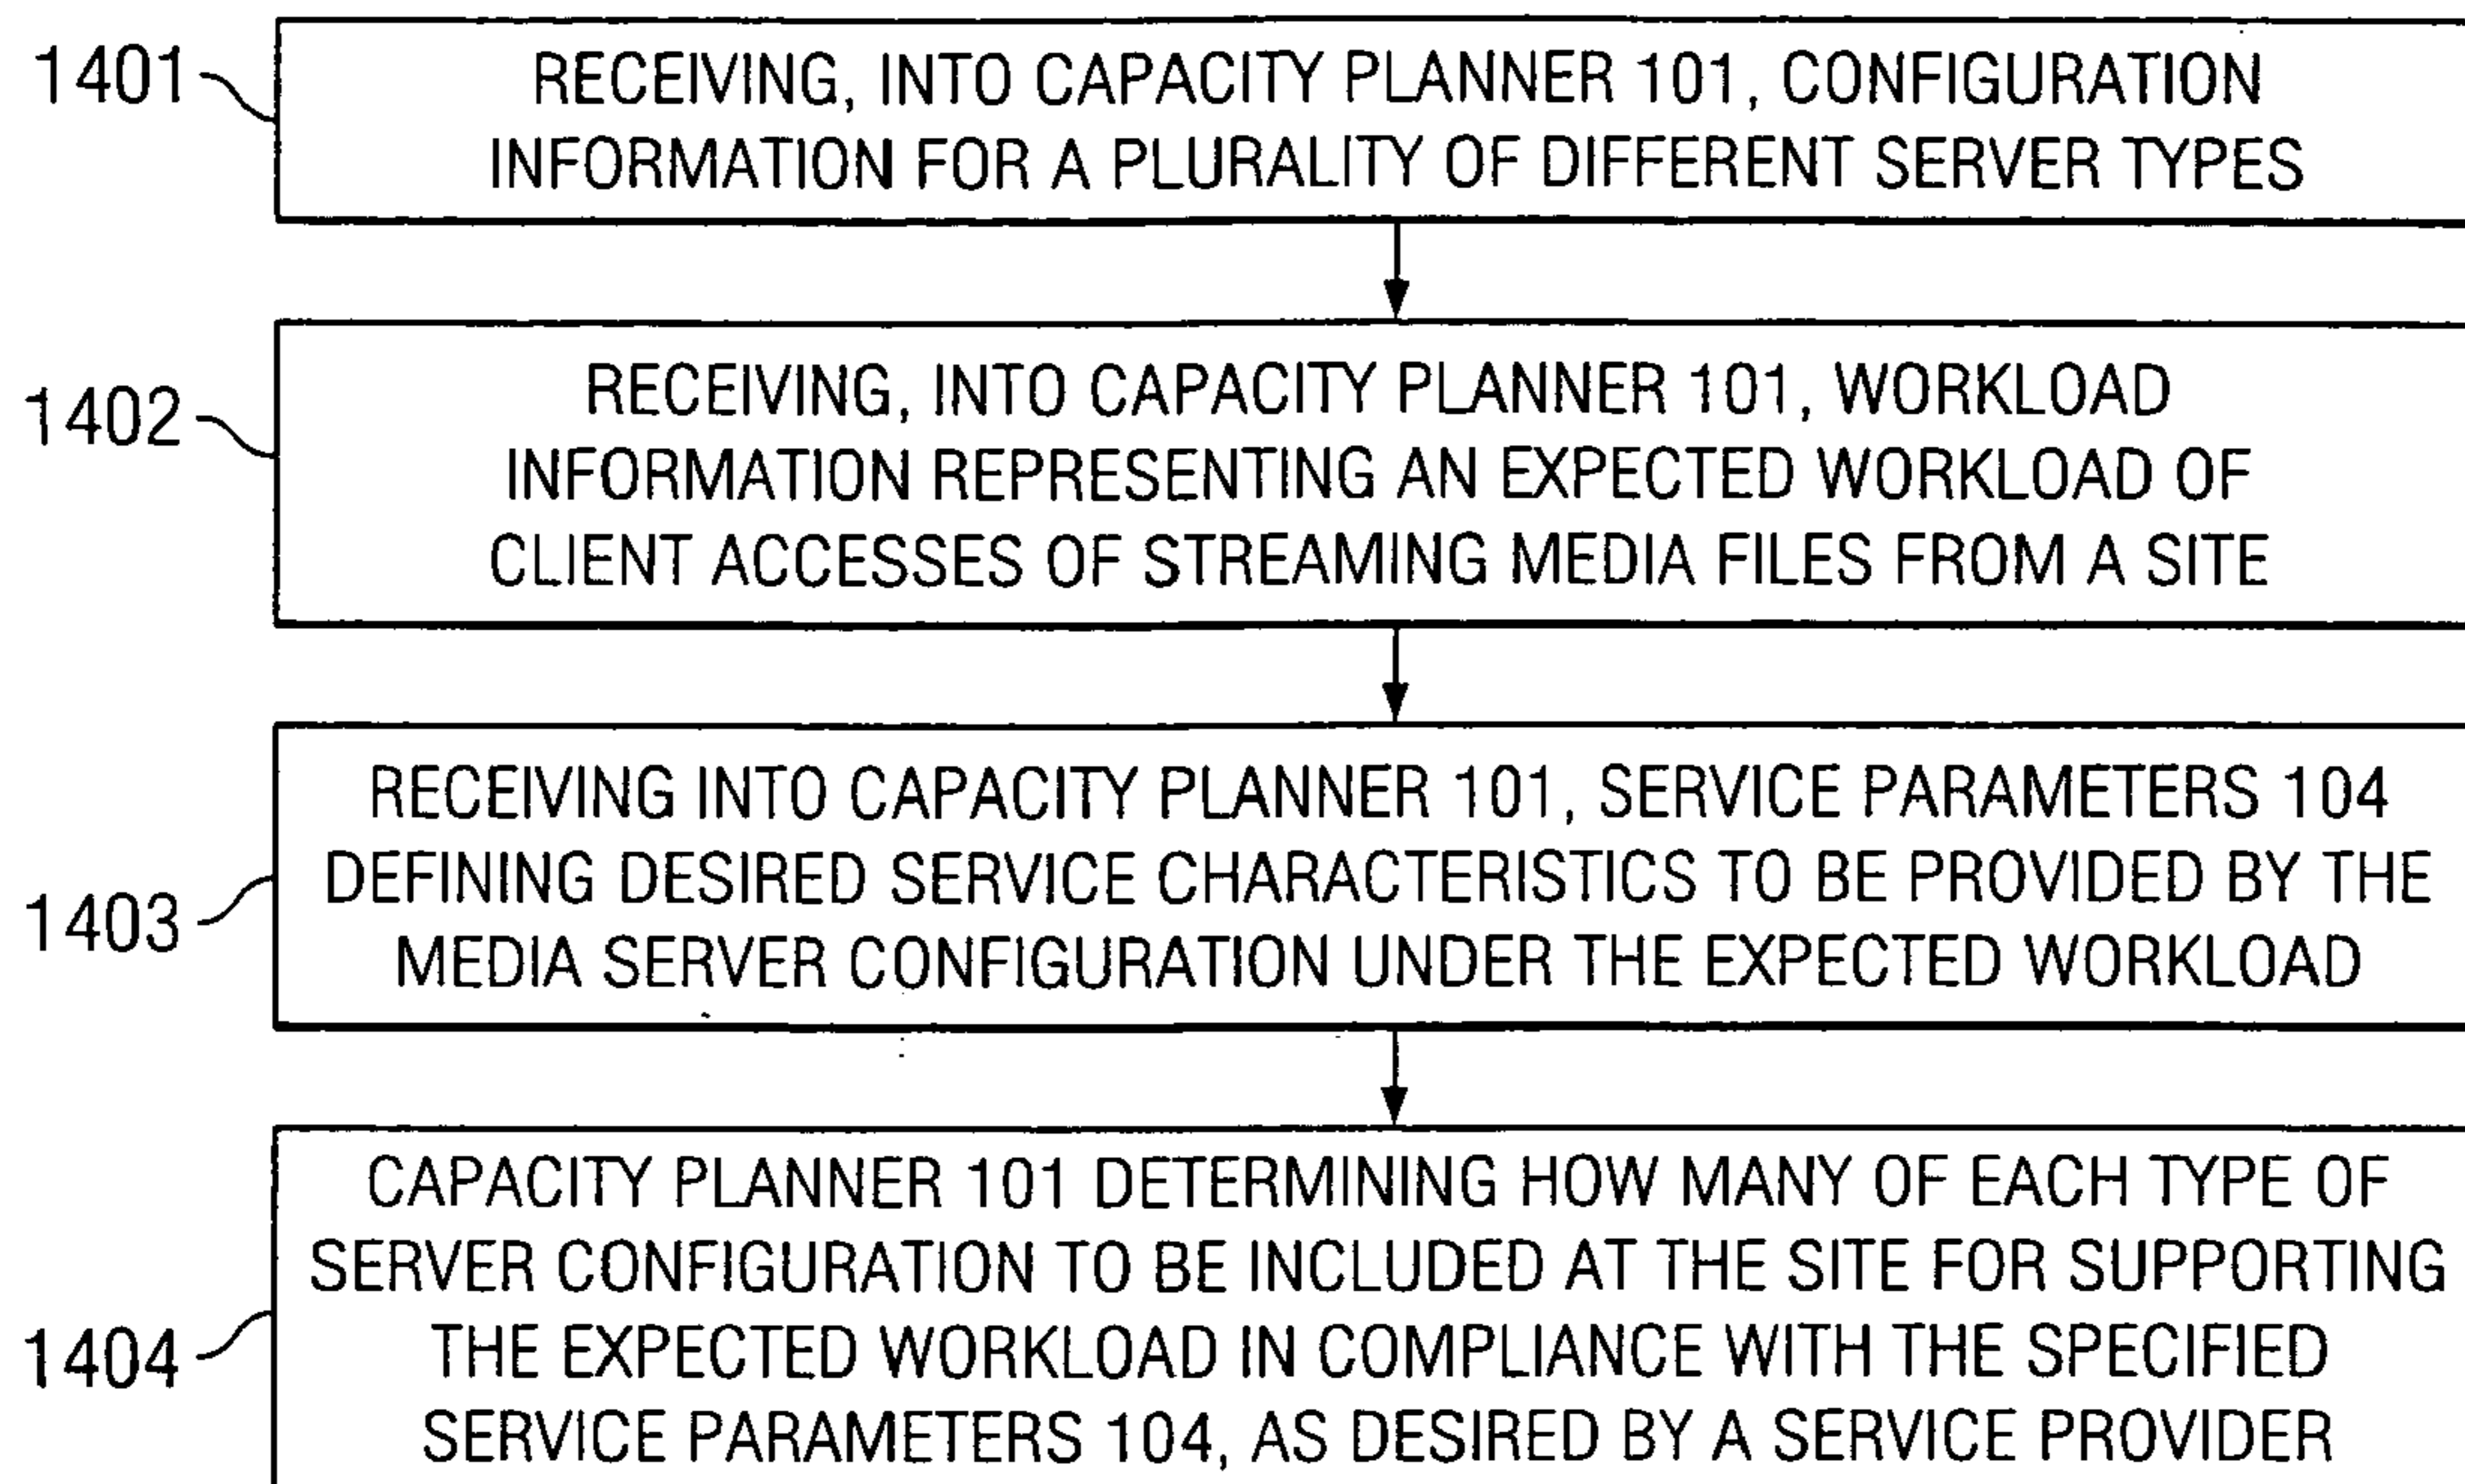 1401
RECEIVING, INTO CAPACITY PLANNER 101, CONFIGURATION
INFORMATION FOR A PLURALITY OF DIFFERENT SERVER TYPES
1402
RECEIVING, INTO CAPACITY PLANNER 101, WORKLOAD
INFORMATION REPRESENTING AN EXPECTED WORKLOAD OF
CLIENT ACCESSES OF STREAMING MEDIA FILES FROM A SITE
1403
RECEIVING INTO CAPACITY PLANNER 101, SERVICE PARAMETERS 104
DEFINING DESIRED SERVICE CHARACTERISTICS TO BE PROVIDED BY THE
MEDIA SERVER CONFIGURATION UNDER THE EXPECTED WORKLOAD
1404
CAPACITY PLANNER 101 DETERMINING HOW MANY OF EACH TYPE OF
SERVER CONFIGURATION TO BE INCLUDED AT THE SITE FOR SUPPORTING
THE EXPECTED WORKLOAD IN COMPLIANCE WITH THE SPECIFIED
SERVICE PARAMETERS 104, AS DESIRED BY A SERVICE PROVIDER